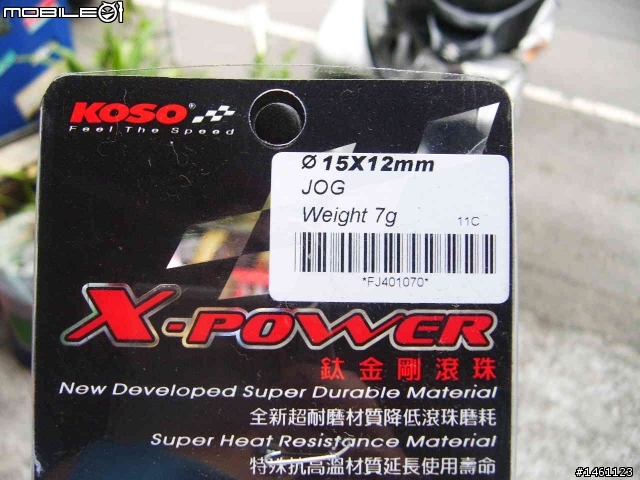 MOBILE01
KOSO®
Feel The Speed
Ø 15X12mm
JOG
Weight 7g 11C
*FJ401070*
X-POWER
鈦金剛滾珠
New Developed Super Durable Material
全新超耐磨材質降低滾珠磨耗
Super Heat Resistance Material
特殊抗高溫材質延長使用壽命
#1461123